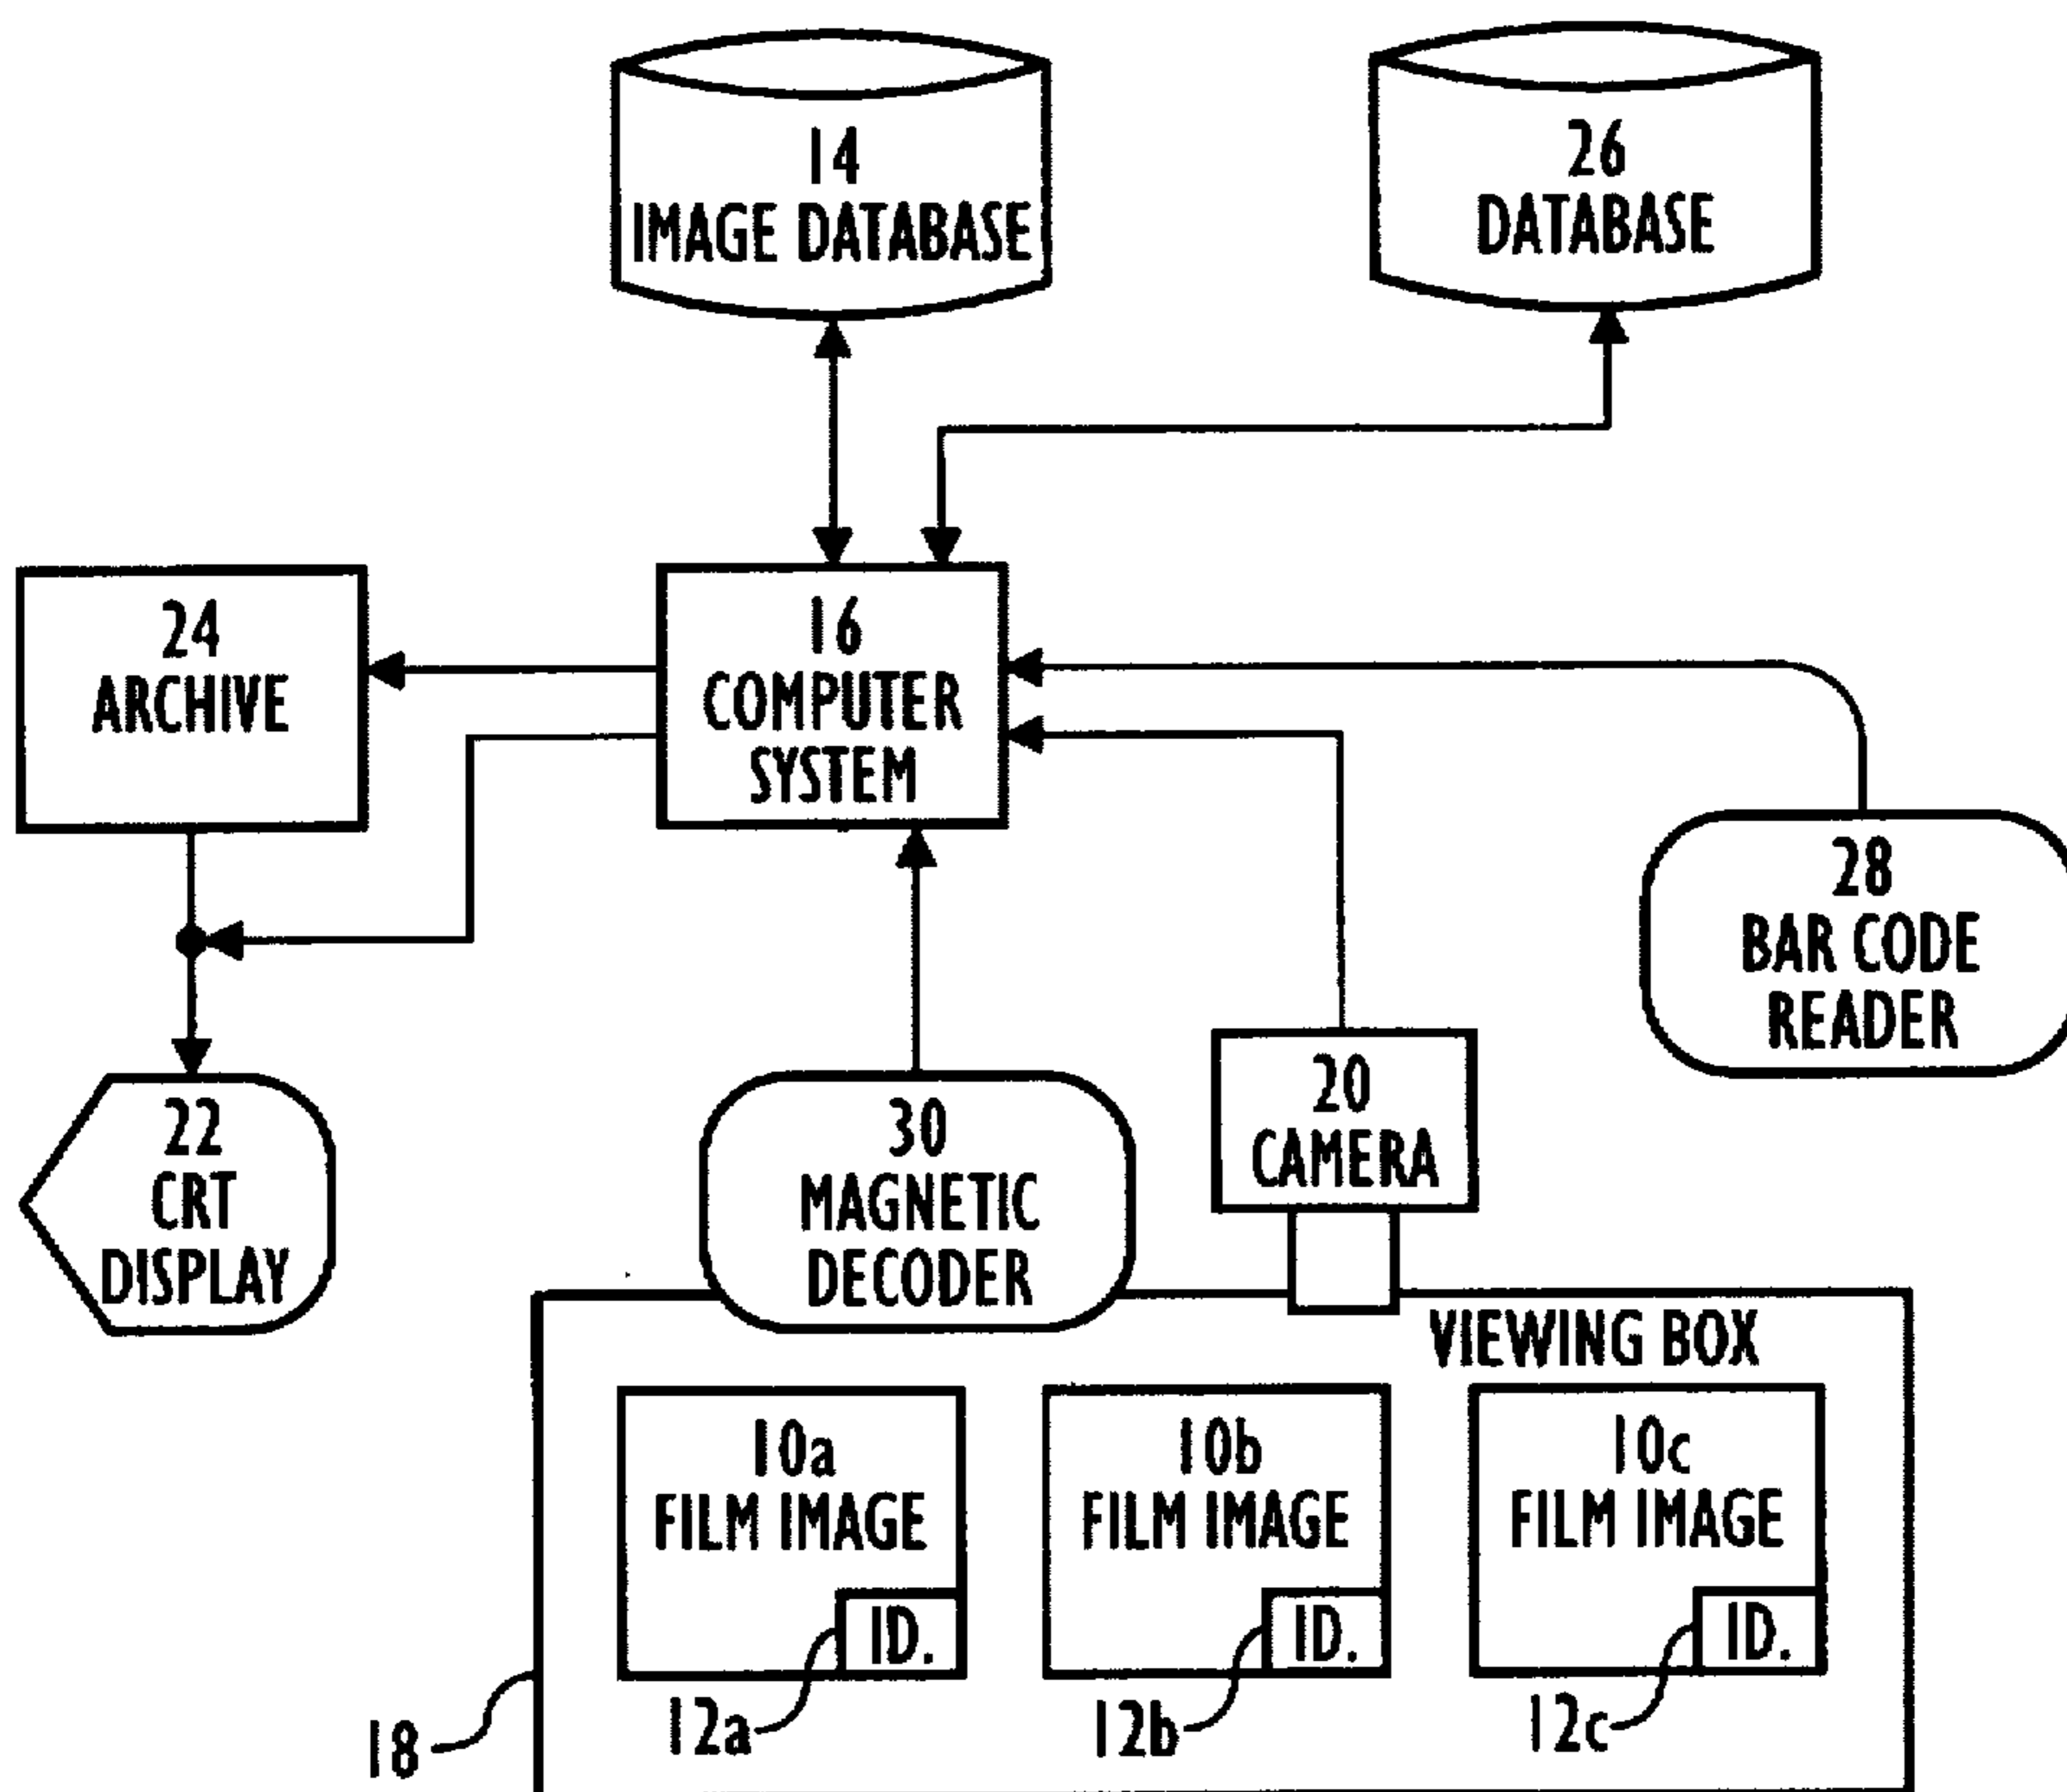 14
IMAGE DATABASE
26
DATABASE
24
ARCHIVE
16
COMPUTER
SYSTEM
28
BAR CODE
READER
22
CRT
DISPLAY
30
MAGNETIC
DECODER
20
CAMERA
VIEWING BOX
10a
FILM IMAGE
ID.
12a
10b
FILM IMAGE
ID.
12b
10c
FILM IMAGE
ID.
12c
18